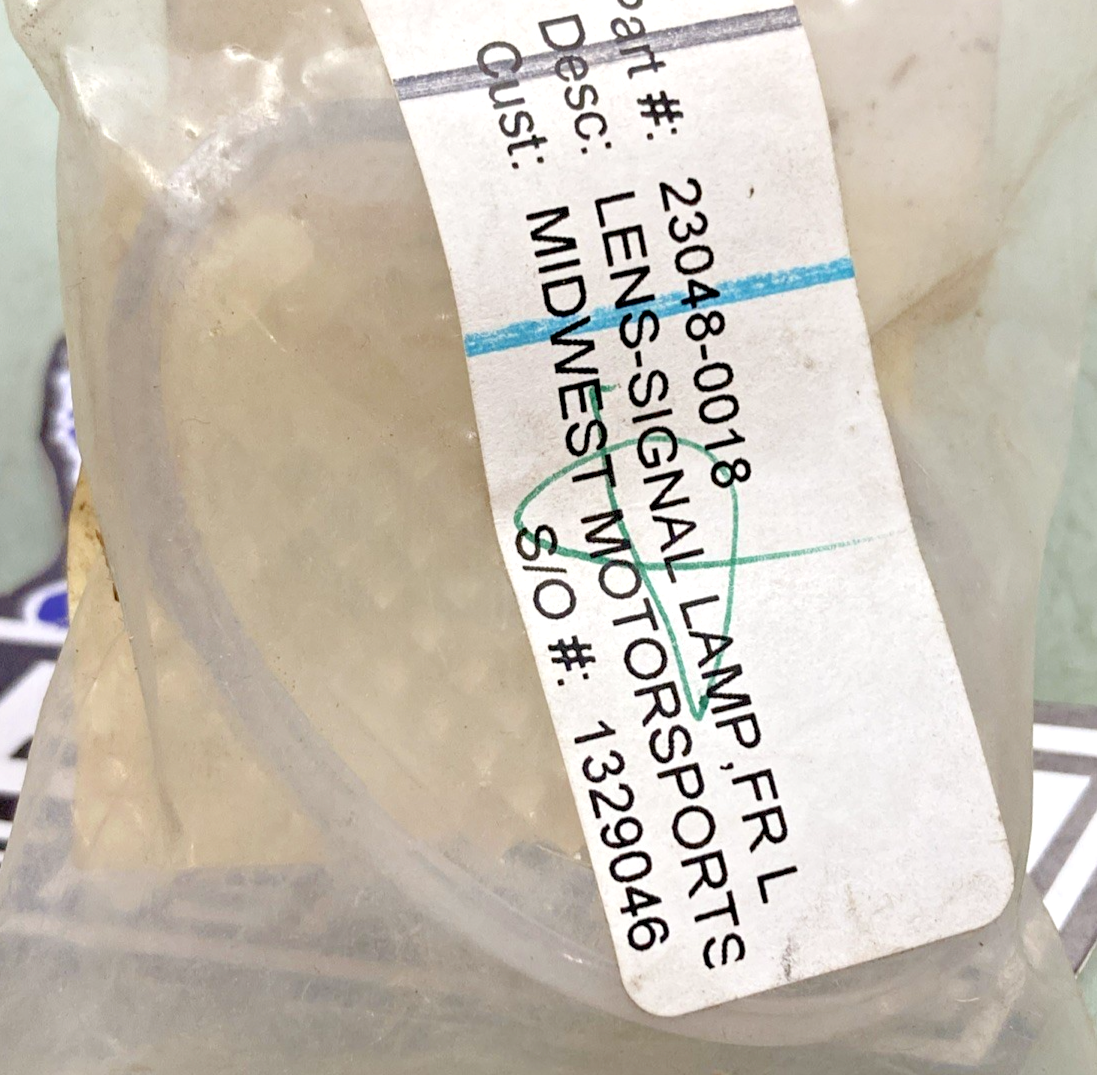 Part #: 23048-0018
Desc: LENS-SIGNAL LAMP ,FR L
Cust: MIDWEST MOTORSPORTS
S/O #: 1329046